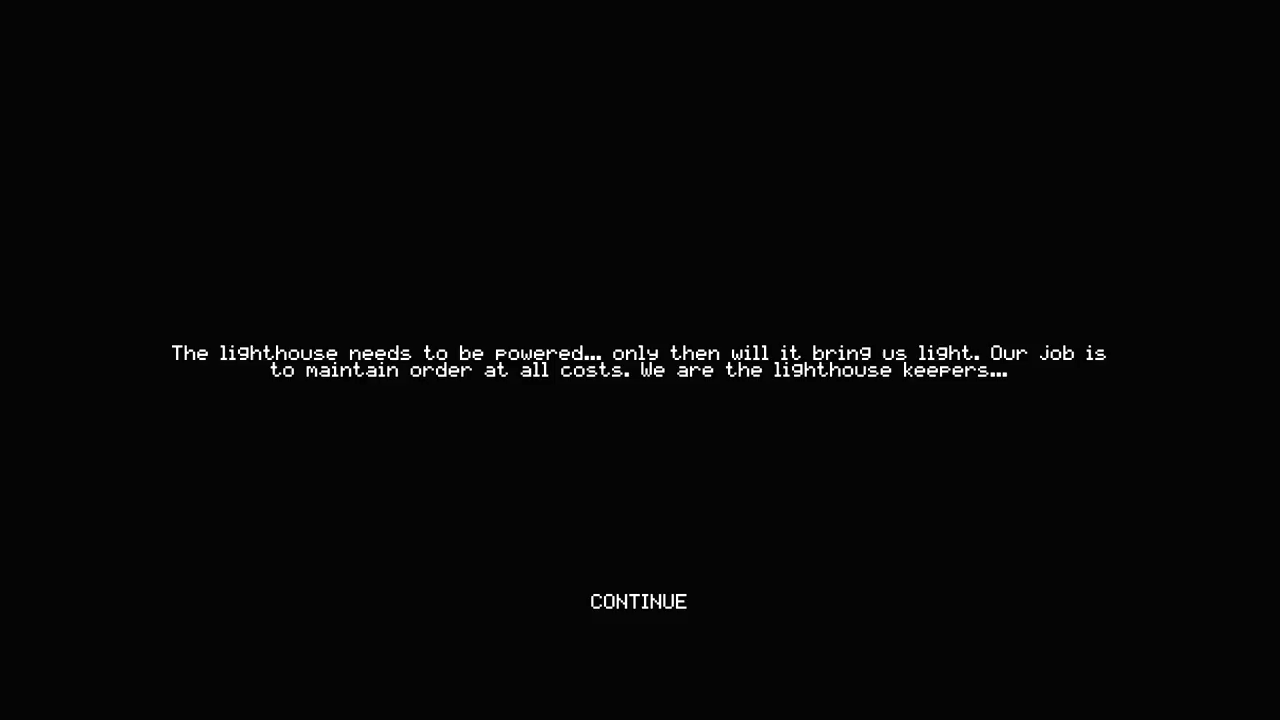 The lighthouse needs to be powered... only then will it bring us light. Our job is
to maintain order at all costs. We are the lighthouse keepers...
CONTINUE